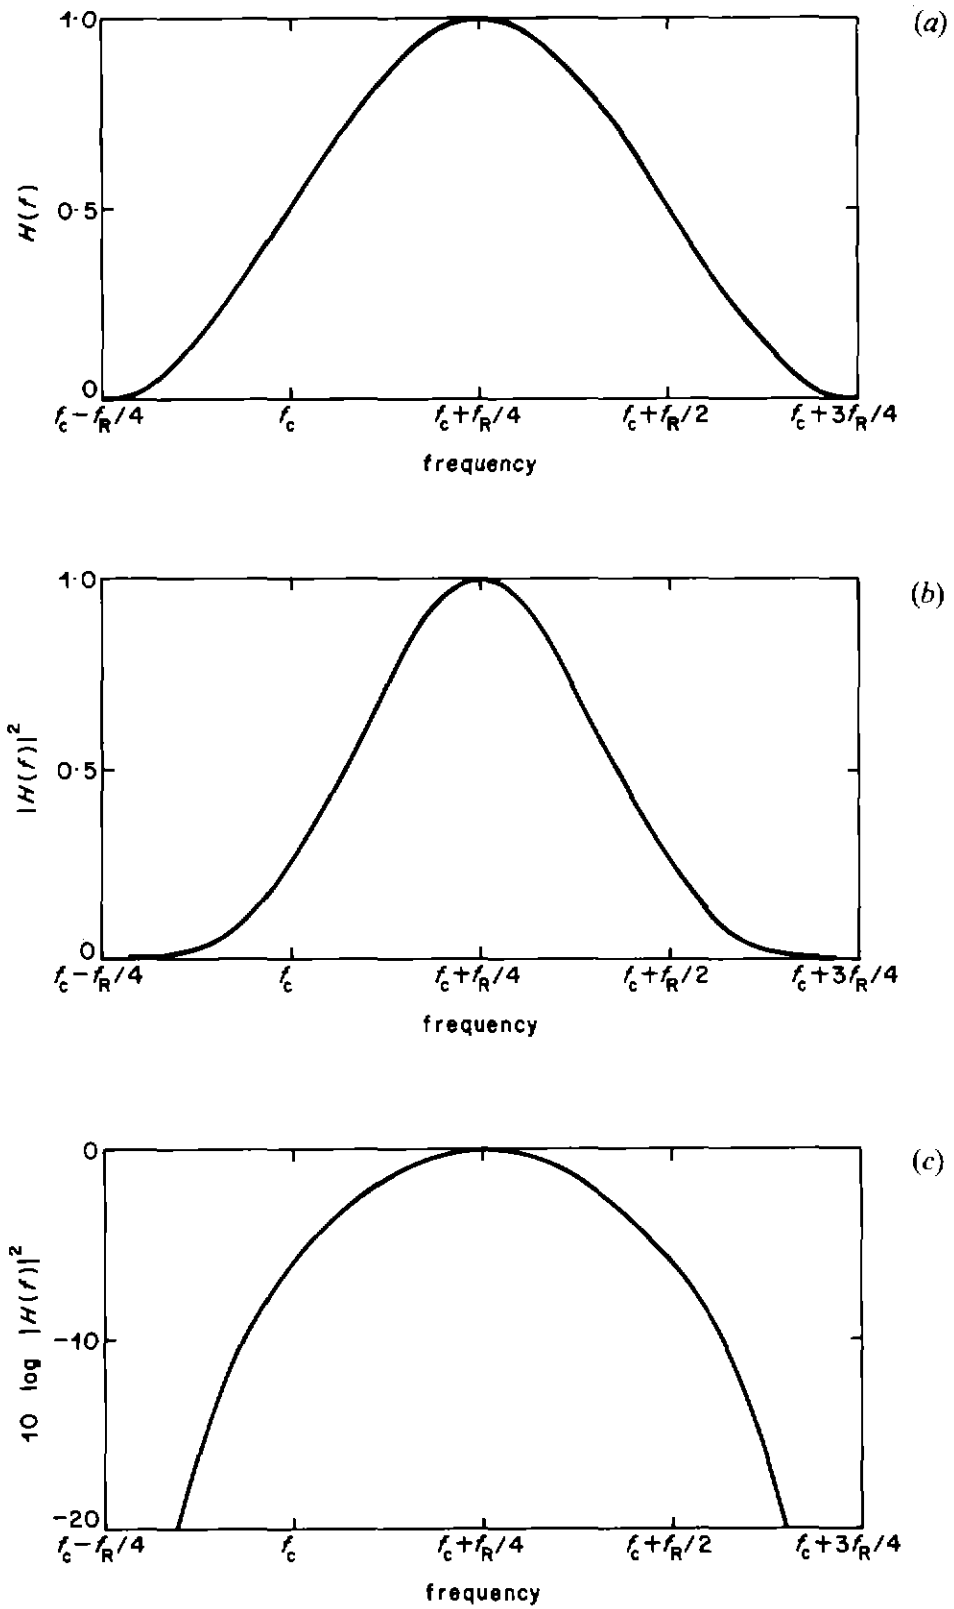 (a)
1·0
H(f)
0·5
0
f_c−f_R/4 f_c f_c+f_R/4 f_c+f_R/2 f_c+3f_R/4
frequency
(b)
1·0
|H(f)|²
0·5
0
f_c−f_R/4 f_c f_c+f_R/4 f_c+f_R/2 f_c+3f_R/4
frequency
(c)
0
10 log |H(f)|²
−10
−20
f_c−f_R/4 f_c f_c+f_R/4 f_c+f_R/2 f_c+3f_R/4
frequency